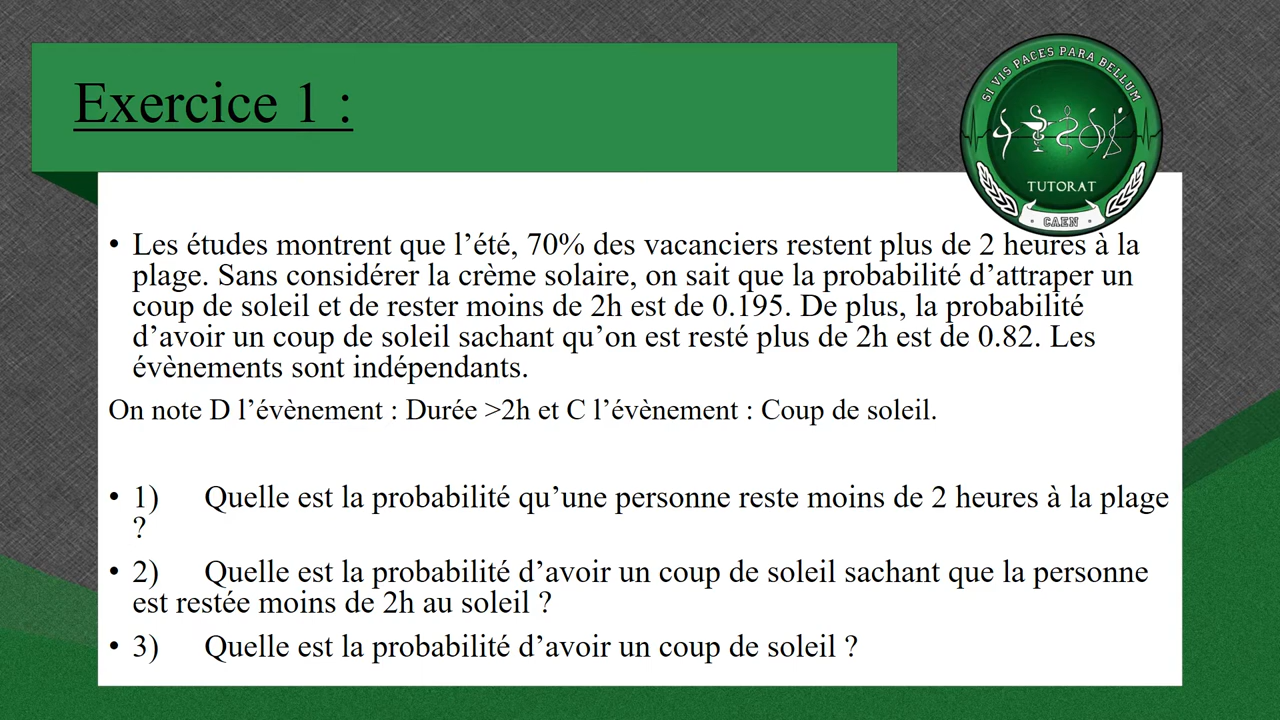 Exercice 1 :
SI VIS PACES PARA BELLUM
TUTORAT
CAEN
• Les études montrent que l’été, 70% des vacanciers restent plus de 2 heures à la
plage. Sans considérer la crème solaire, on sait que la probabilité d’attraper un
coup de soleil et de rester moins de 2h est de 0.195. De plus, la probabilité
d’avoir un coup de soleil sachant qu’on est resté plus de 2h est de 0.82. Les
évènements sont indépendants.
On note D l’évènement : Durée >2h et C l’évènement : Coup de soleil.
• 1) Quelle est la probabilité qu’une personne reste moins de 2 heures à la plage
?
• 2) Quelle est la probabilité d’avoir un coup de soleil sachant que la personne
est restée moins de 2h au soleil ?
• 3) Quelle est la probabilité d’avoir un coup de soleil ?